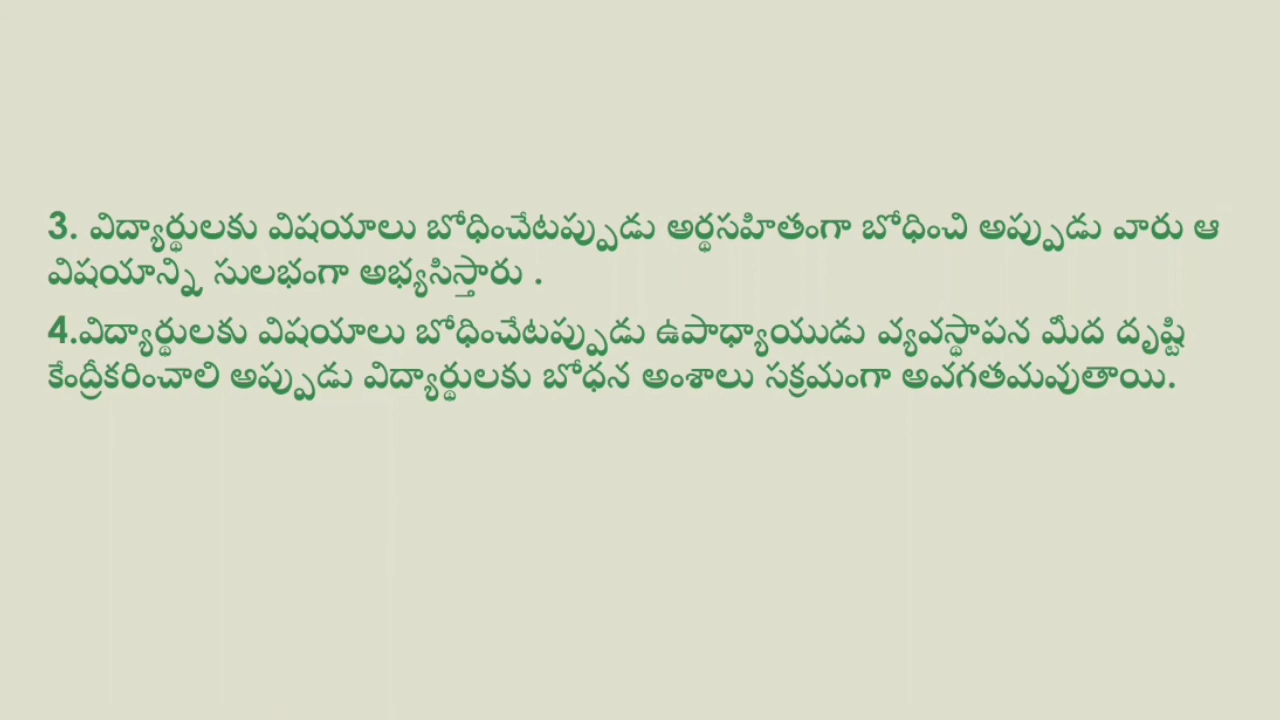 3. విద్యార్థులకు విషయాలు బోధించేటప్పుడు అర్థసహితంగా బోధించి అప్పుడు వారు ఆ
విషయాన్ని సులభంగా అభ్యసిస్తారు .
4.విద్యార్థులకు విషయాలు బోధించేటప్పుడు ఉపాధ్యాయుడు వ్యవస్థాపన మీద దృష్టి
కేంద్రీకరించాలి అప్పుడు విద్యార్థులకు బోధన అంశాలు సక్రమంగా అవగతమవుతాయి.